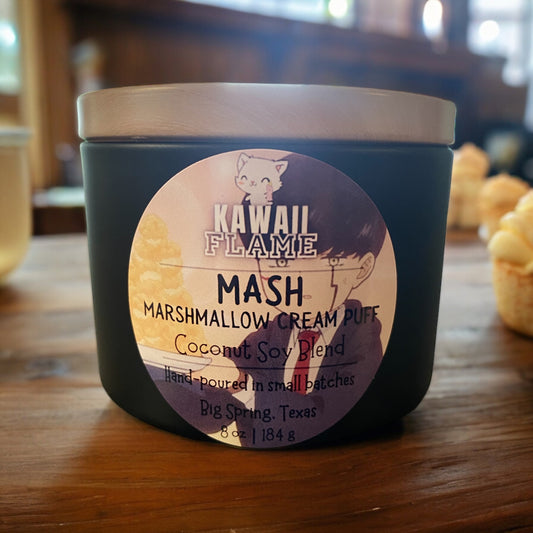 KAWAII
FLAME
MASH
MARSHMALLOW CREAM PUFF
Coconut Soy Blend
Hand-poured in small batches
Big Spring, Texas
8 oz | 184 g